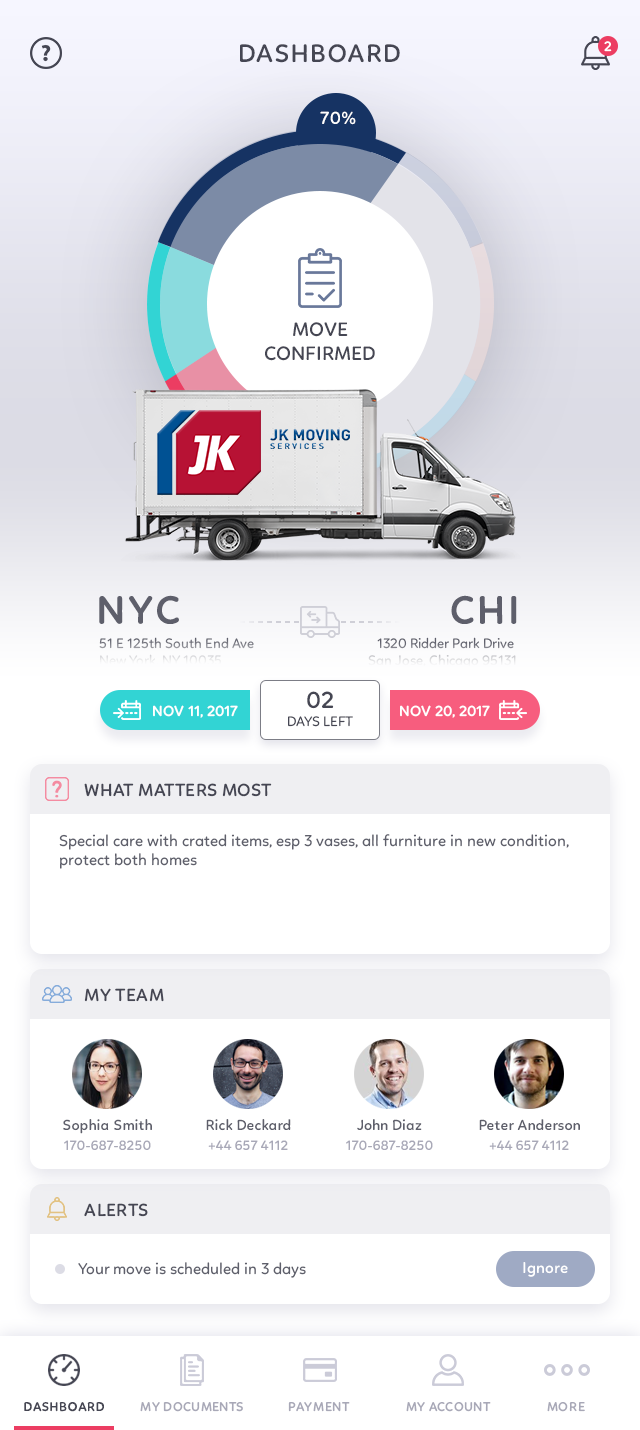 ?
DASHBOARD
2
70%
MOVE
CONFIRMED
JK
JK MOVING
SERVICES
NYC
CHI
51 E 125th South End Ave
1320 Ridder Park Drive
New York, NY 10035
San Jose, Chicago 95131
NOV 11, 2017
02
DAYS LEFT
NOV 20, 2017
?
WHAT MATTERS MOST
Special care with crated items, esp 3 vases, all furniture in new condition,
protect both homes
MY TEAM
Sophia Smith
Rick Deckard
John Diaz
Peter Anderson
170-687-8250
+44 657 4112
170-687-8250
+44 657 4112
ALERTS
Your move is scheduled in 3 days
Ignore
DASHBOARD
MY DOCUMENTS
PAYMENT
MY ACCOUNT
MORE